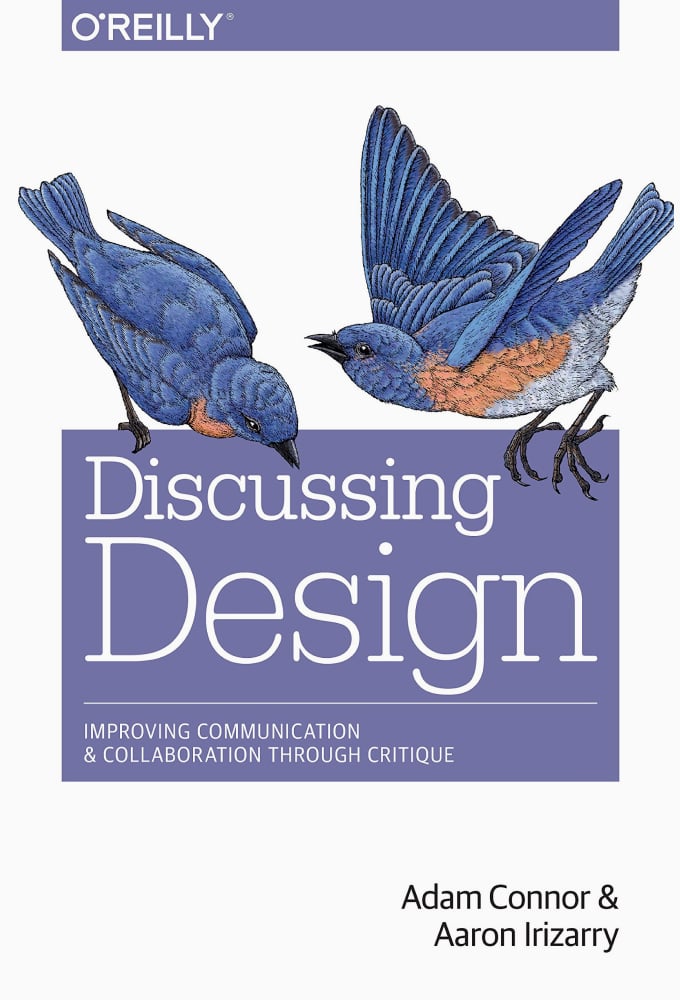 O'REILLY®
Discussing
Design
IMPROVING COMMUNICATION
& COLLABORATION THROUGH CRITIQUE
Adam Connor &
Aaron Irizarry